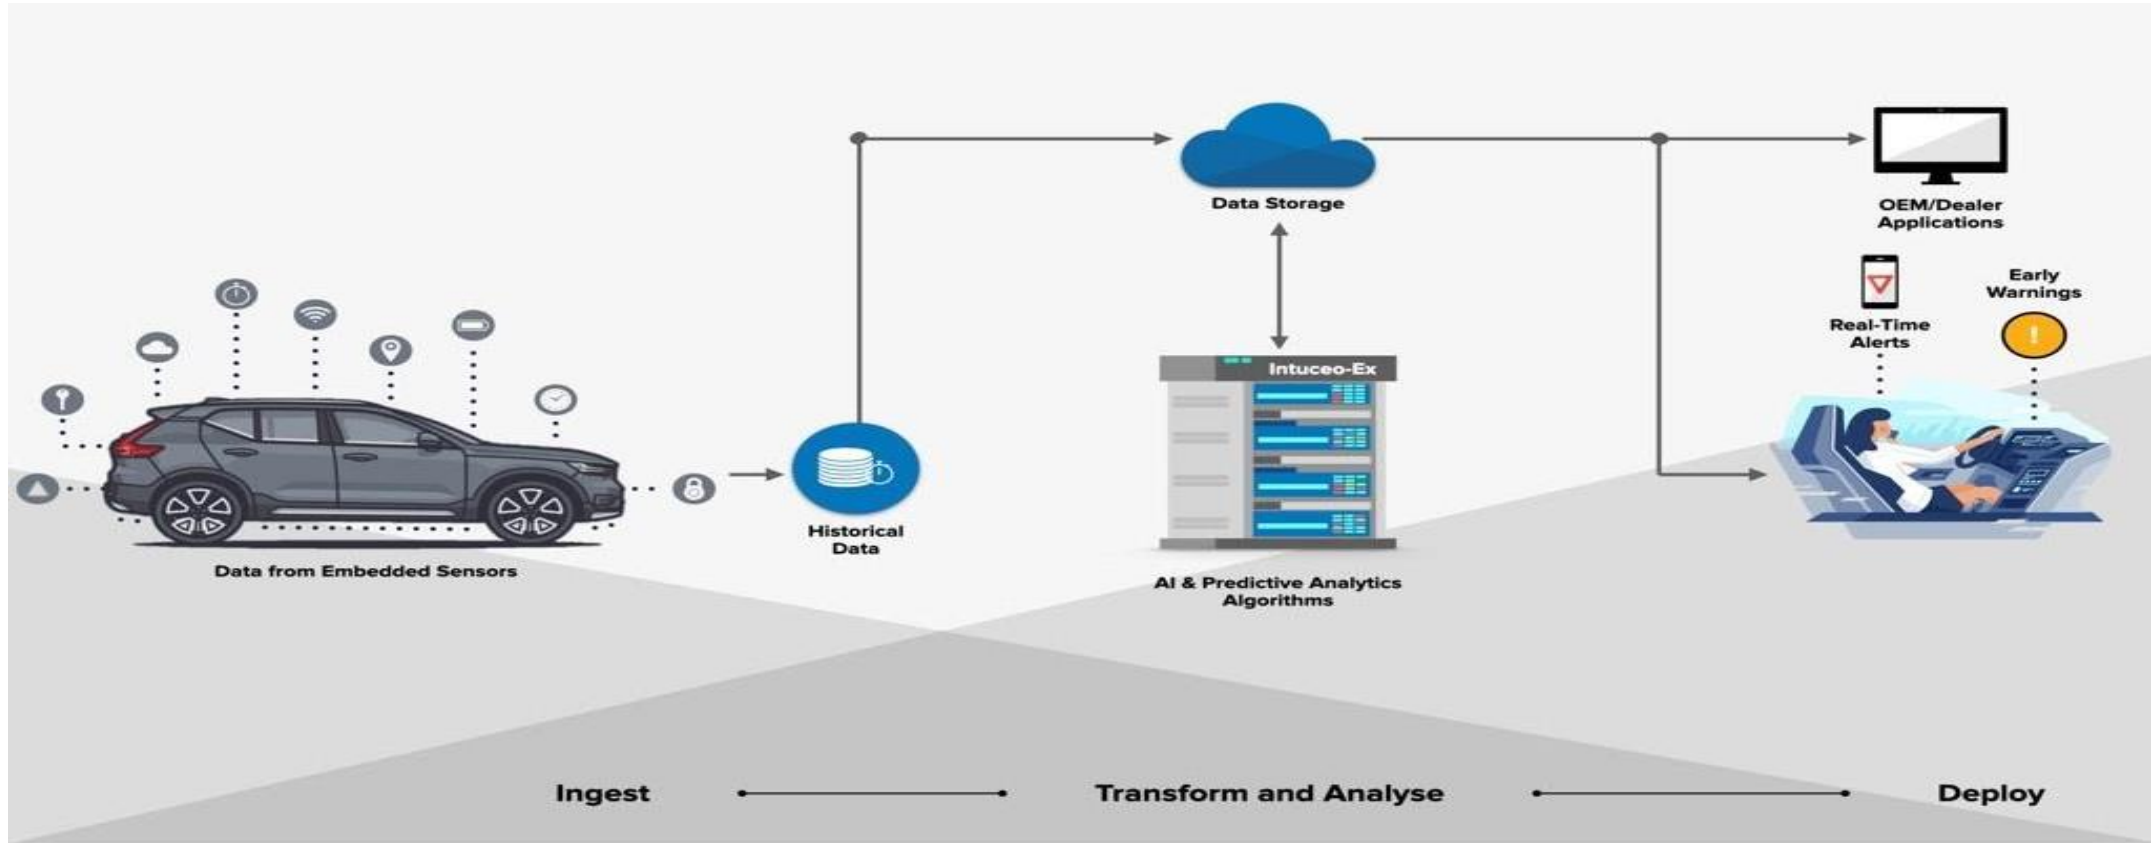 Data Storage
OEM/Dealer
Applications
Early
Warnings
Real-Time
Alerts
Intuceo-Ex
Historical
Data
Data from Embedded Sensors
AI & Predictive Analytics
Algorithms
Ingest
Transform and Analyse
Deploy